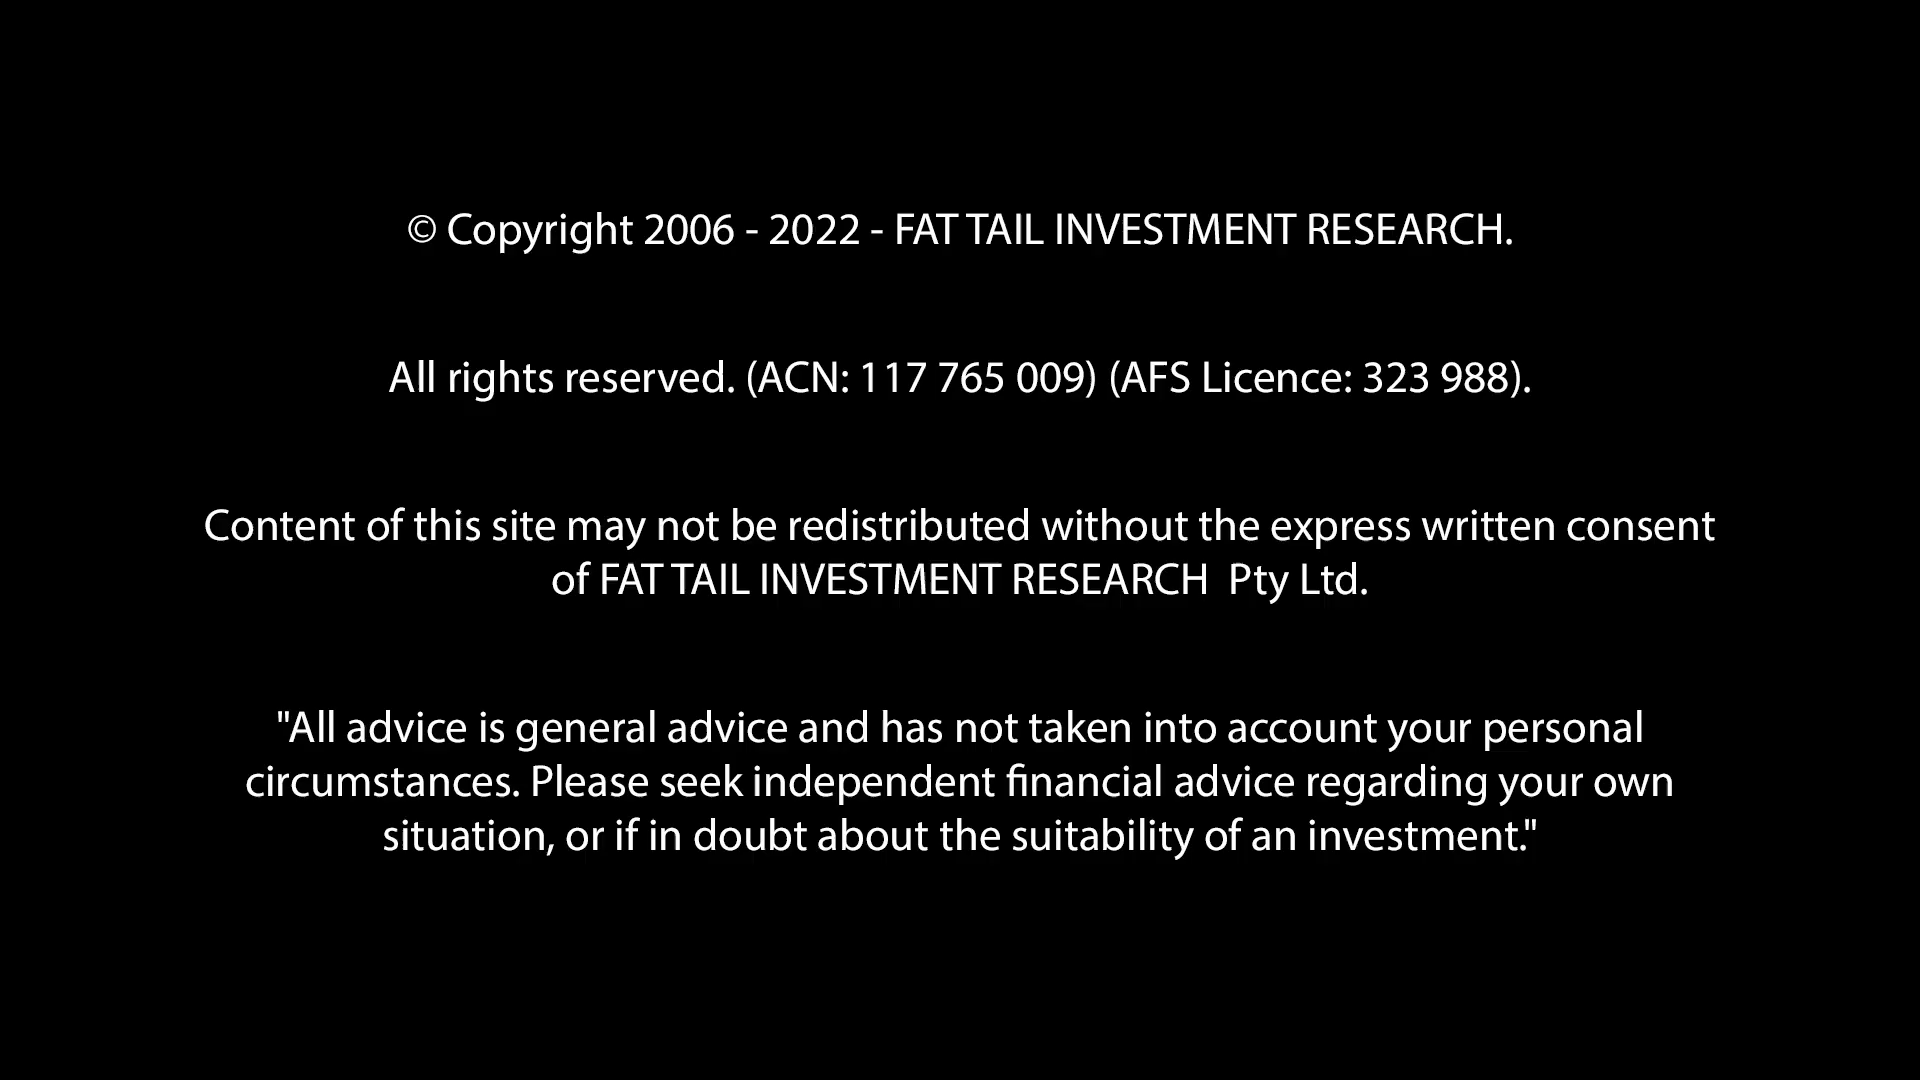 © Copyright 2006 - 2022 - FAT TAIL INVESTMENT RESEARCH.
All rights reserved. (ACN: 117 765 009) (AFS Licence: 323 988).
Content of this site may not be redistributed without the express written consent
of FAT TAIL INVESTMENT RESEARCH  Pty Ltd.
"All advice is general advice and has not taken into account your personal
circumstances. Please seek independent financial advice regarding your own
situation, or if in doubt about the suitability of an investment."